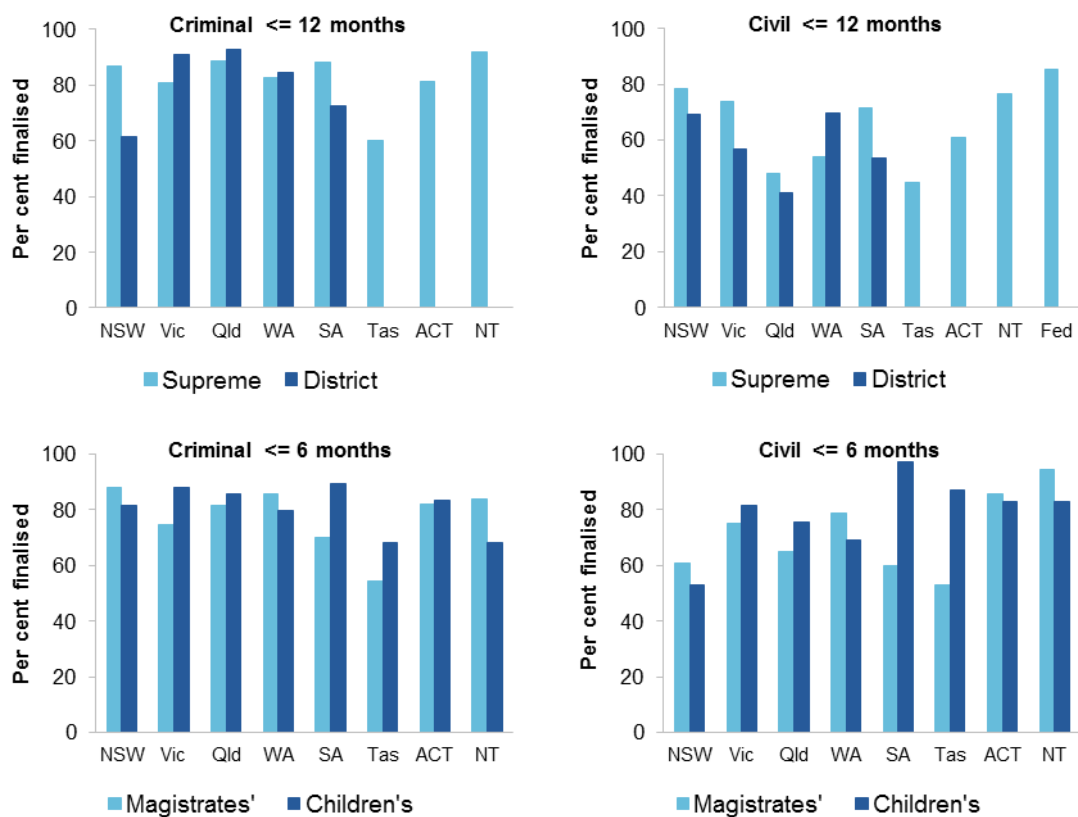 Criminal <= 12 months
Per cent finalised
100
80
60
40
20
0
NSW Vic Qld WA SA Tas ACT NT
Supreme District
Civil <= 12 months
Per cent finalised
100
80
60
40
20
0
NSW Vic Qld WA SA Tas ACT NT Fed
Supreme District
Criminal <= 6 months
Per cent finalised
100
80
60
40
20
0
NSW Vic Qld WA SA Tas ACT NT
Magistrates' Children's
Civil <= 6 months
Per cent finalised
100
80
60
40
20
0
NSW Vic Qld WA SA Tas ACT NT
Magistrates' Children's